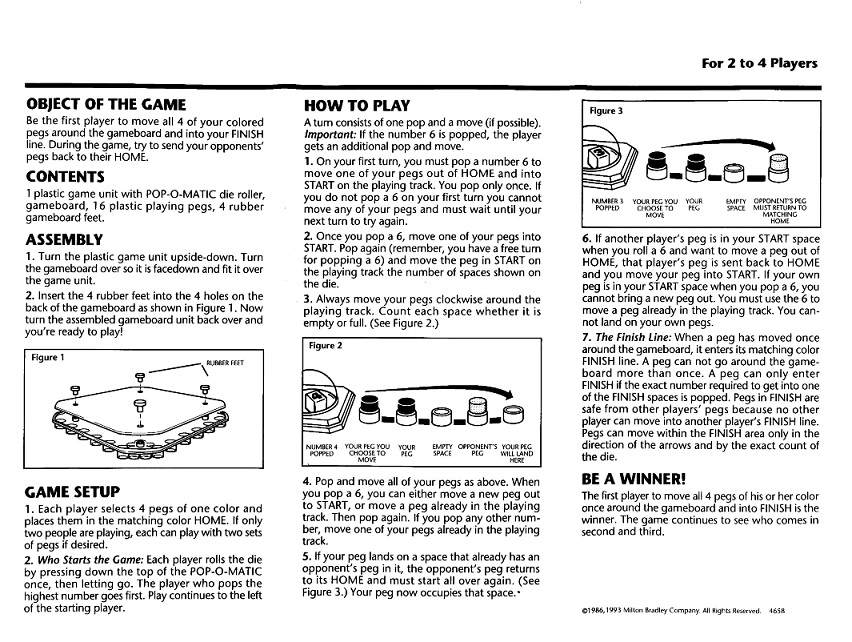 For 2 to 4 Players
OBJECT OF THE GAME
Be the first player to move all 4 of your colored
pegs around the gameboard and into your FINISH
line. During the game, try to send your opponents'
pegs back to their HOME.
CONTENTS
1 plastic game unit with POP-O-MATIC die roller,
gameboard, 16 plastic playing pegs, 4 rubber
gameboard feet.
ASSEMBLY
1. Turn the plastic game unit upside-down. Turn
the gameboard over so it is facedown and fit it over
the game unit.
2. Insert the 4 rubber feet into the 4 holes on the
back of the gameboard as shown in Figure 1. Now
turn the assembled gameboard unit back over and
you're ready to play!
Figure 1
RUBBER FEET
GAME SETUP
1. Each player selects 4 pegs of one color and
places them in the matching color HOME. If only
two people are playing, each can play with two sets
of pegs if desired.
2. Who Starts the Game: Each player rolls the die
by pressing down the top of the POP-O-MATIC
once, then letting go. The player who pops the
highest number goes first. Play continues to the left
of the starting player.
HOW TO PLAY
A turn consists of one pop and a move (if possible).
Important: If the number 6 is popped, the player
gets an additional pop and move.
1. On your first turn, you must pop a number 6 to
move one of your pegs out of HOME and into
START on the playing track. You pop only once. If
you do not pop a 6 on your first turn you cannot
move any of your pegs and must wait until your
next turn to try again.
2. Once you pop a 6, move one of your pegs into
START. Pop again (remember, you have a free turn
for popping a 6) and move the peg in START on
the playing track the number of spaces shown on
the die.
3. Always move your pegs clockwise around the
playing track. Count each space whether it is
empty or full. (See Figure 2.)
Figure 2
NUMBER 4 YOUR PEG YOU YOUR EMPTY OPPONENT'S YOUR PEG
POPPED CHOOSE TO PEG SPACE PEG WILL LAND
MOVE HERE
4. Pop and move all of your pegs as above. When
you pop a 6, you can either move a new peg out
to START, or move a peg already in the playing
track. Then pop again. If you pop any other num-
ber, move one of your pegs already in the playing
track.
5. If your peg lands on a space that already has an
opponent's peg in it, the opponent's peg returns
to its HOME and must start all over again. (See
Figure 3.) Your peg now occupies that space.
Figure 3
NUMBER 3 YOUR PEG YOU YOUR EMPTY OPPONENT'S PEG
POPPED CHOOSE TO PEG SPACE MUST RETURN TO
MOVE MATCHING
HOME
6. If another player's peg is in your START space
when you roll a 6 and want to move a peg out of
HOME, that player's peg is sent back to HOME
and you move your peg into START. If your own
peg is in your START space when you pop a 6, you
cannot bring a new peg out. You must use the 6 to
move a peg already in the playing track. You can-
not land on your own pegs.
7. The Finish Line: When a peg has moved once
around the gameboard, it enters its matching color
FINISH line. A peg can not go around the game-
board more than once. A peg can only enter
FINISH if the exact number required to get into one
of the FINISH spaces is popped. Pegs in FINISH are
safe from other players' pegs because no other
player can move into another player's FINISH line.
Pegs can move within the FINISH area only in the
direction of the arrows and by the exact count of
the die.
BE A WINNER!
The first player to move all 4 pegs of his or her color
once around the gameboard and into FINISH is the
winner. The game continues to see who comes in
second and third.
©1986,1993 Milton Bradley Company. All Rights Reserved. 4658